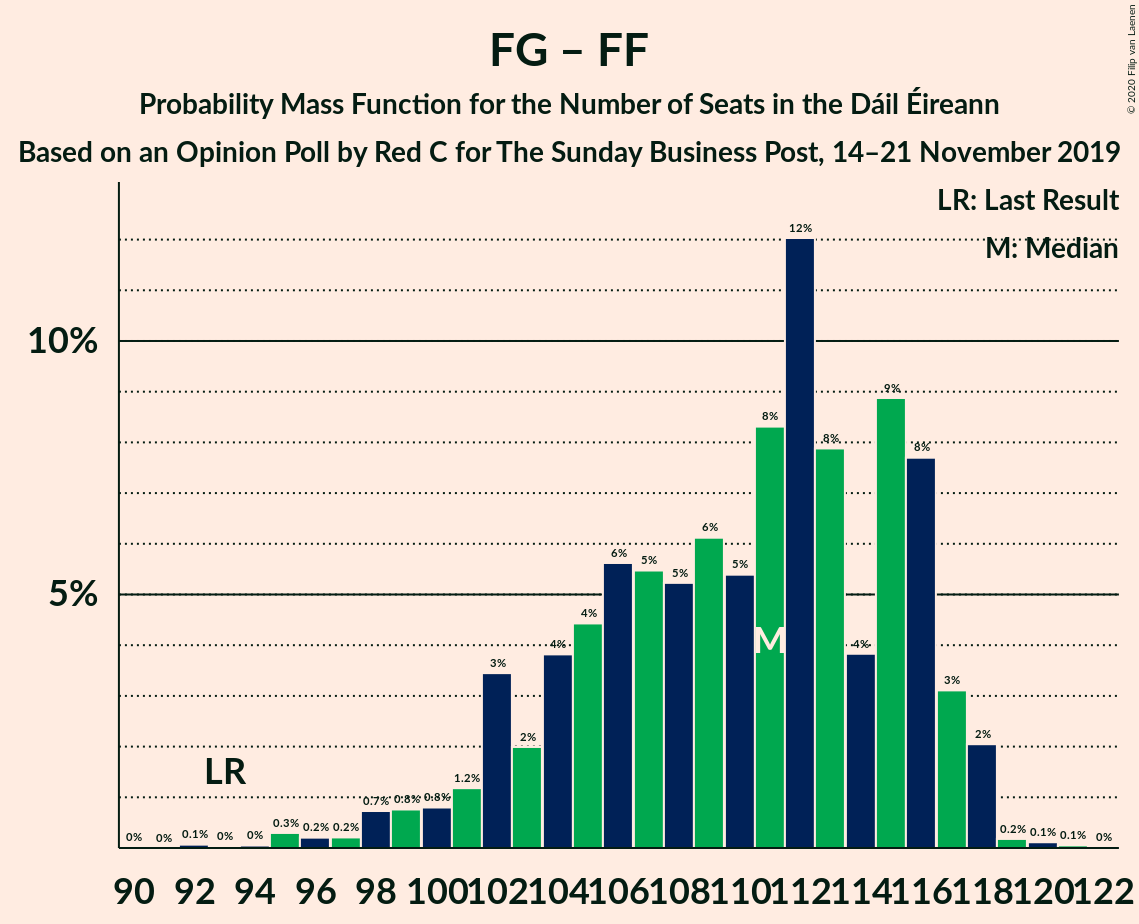 FG – FF
Probability Mass Function for the Number of Seats in the Dáil Éireann
Based on an Opinion Poll by Red C for The Sunday Business Post, 14–21 November 2019
© 2020 Filip van Laenen
LR: Last Result
M: Median
10%
5%
LR
M
0% 0% 0.1% 0% 0% 0.3% 0.2% 0.2% 0.7% 0.8% 0.8% 1.2% 3% 2% 4% 4% 6% 5% 5% 6% 5% 8% 12% 8% 4% 9% 8% 3% 2% 0.2% 0.1% 0.1% 0%
90 92 94 96 98 100 102 104 106 108 110 112 114 116 118 120 122